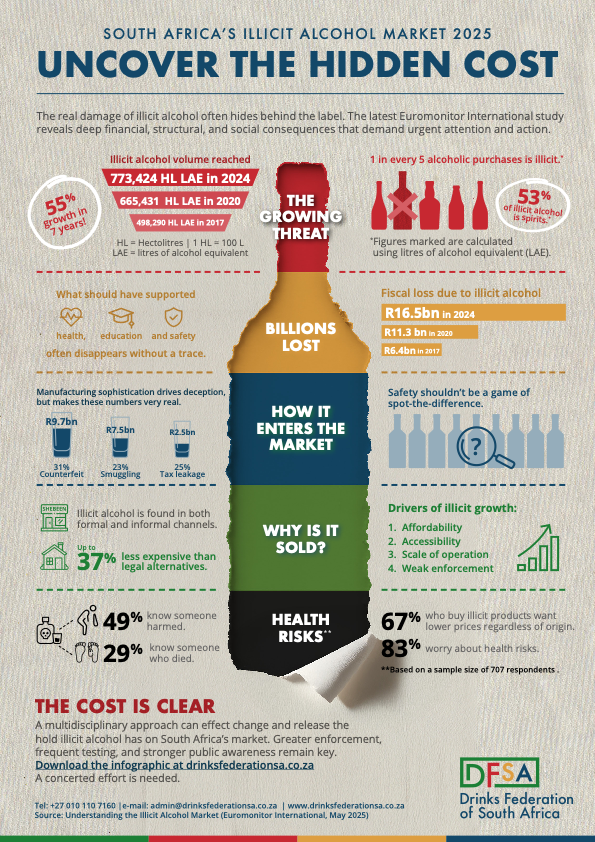 SOUTH AFRICA'S ILLICIT ALCOHOL MARKET 2025
UNCOVER THE HIDDEN COST
The real damage of illicit alcohol often hides behind the label. The latest Euromonitor International study
reveals deep financial, structural, and social consequences that demand urgent attention and action.
Illicit alcohol volume reached
773,424 HL LAE in 2024
665,431 HL LAE in 2020
498,290 HL LAE in 2017
55%
growth in
7 years!
HL = Hectolitres | 1 HL = 100 L
LAE = litres of alcohol equivalent
THE
GROWING
THREAT
1 in every 5 alcoholic purchases is illicit.*
53%
of illicit alcohol
is spirits.*
*Figures marked are calculated
using litres of alcohol equivalent (LAE).
What should have supported
health,
education
and safety
often disappears without a trace.
BILLIONS
LOST
Fiscal loss due to illicit alcohol
R16.5bn in 2024
R11.3 bn in 2020
R6.4bn in 2017
Manufacturing sophistication drives deception,
but makes these numbers very real.
R9.7bn
R7.5bn
R2.5bn
31%
Counterfeit
23%
Smuggling
25%
Tax leakage
HOW IT
ENTERS THE
MARKET
Safety shouldn't be a game of
spot-the-difference.
?
SHEBEEN
Illicit alcohol is found in both
formal and informal channels.
Up to
37% less expensive than
legal alternatives.
WHY IS IT
SOLD?
Drivers of illicit growth:
1. Affordability
2. Accessibility
3. Scale of operation
4. Weak enforcement
49% know someone
harmed.
29% know someone
who died.
HEALTH
RISKS**
67% who buy illicit products want
lower prices regardless of origin.
83% worry about health risks.
**Based on a sample size of 707 respondents .
THE COST IS CLEAR
A multidisciplinary approach can effect change and release the
hold illicit alcohol has on South Africa's market. Greater enforcement,
frequent testing, and stronger public awareness remain key.
Download the infographic at drinksfederationsa.co.za
A concerted effort is needed.
Tel: +27 010 110 7160 |e-mail: admin@drinksfederationsa.co.za | www.drinksfederationsa.co.za
Source: Understanding the Illicit Alcohol Market (Euromonitor International, May 2025)
DFSA
Drinks Federation
of South Africa